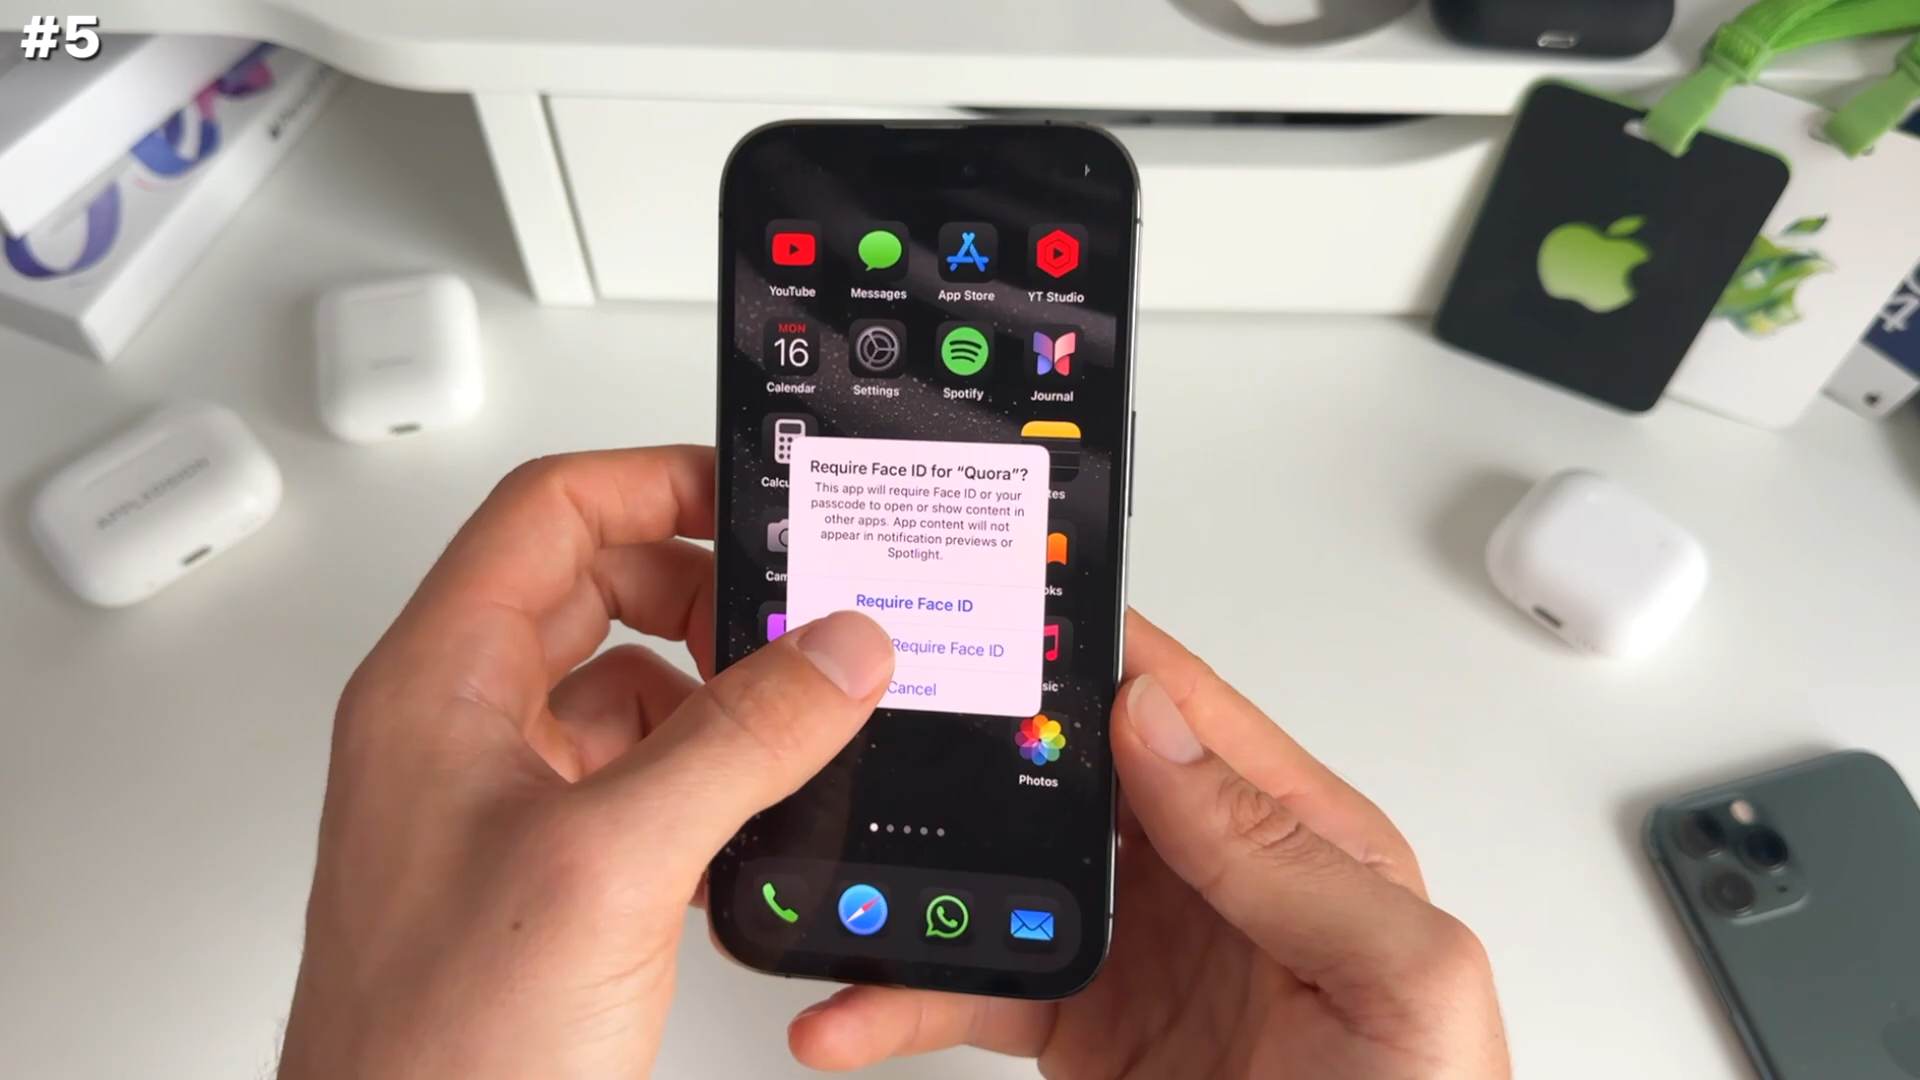 #5
YouTube
Messages
App Store
YT Studio
MON
16
Calendar
Settings
Spotify
Journal
Require Face ID for “Quora”?
This app will require Face ID or your
passcode to open or show content in
other apps. App content will not
appear in notification previews or
Spotlight.
Require Face ID
Require Face ID
Cancel
Photos
APPLEDSIGN